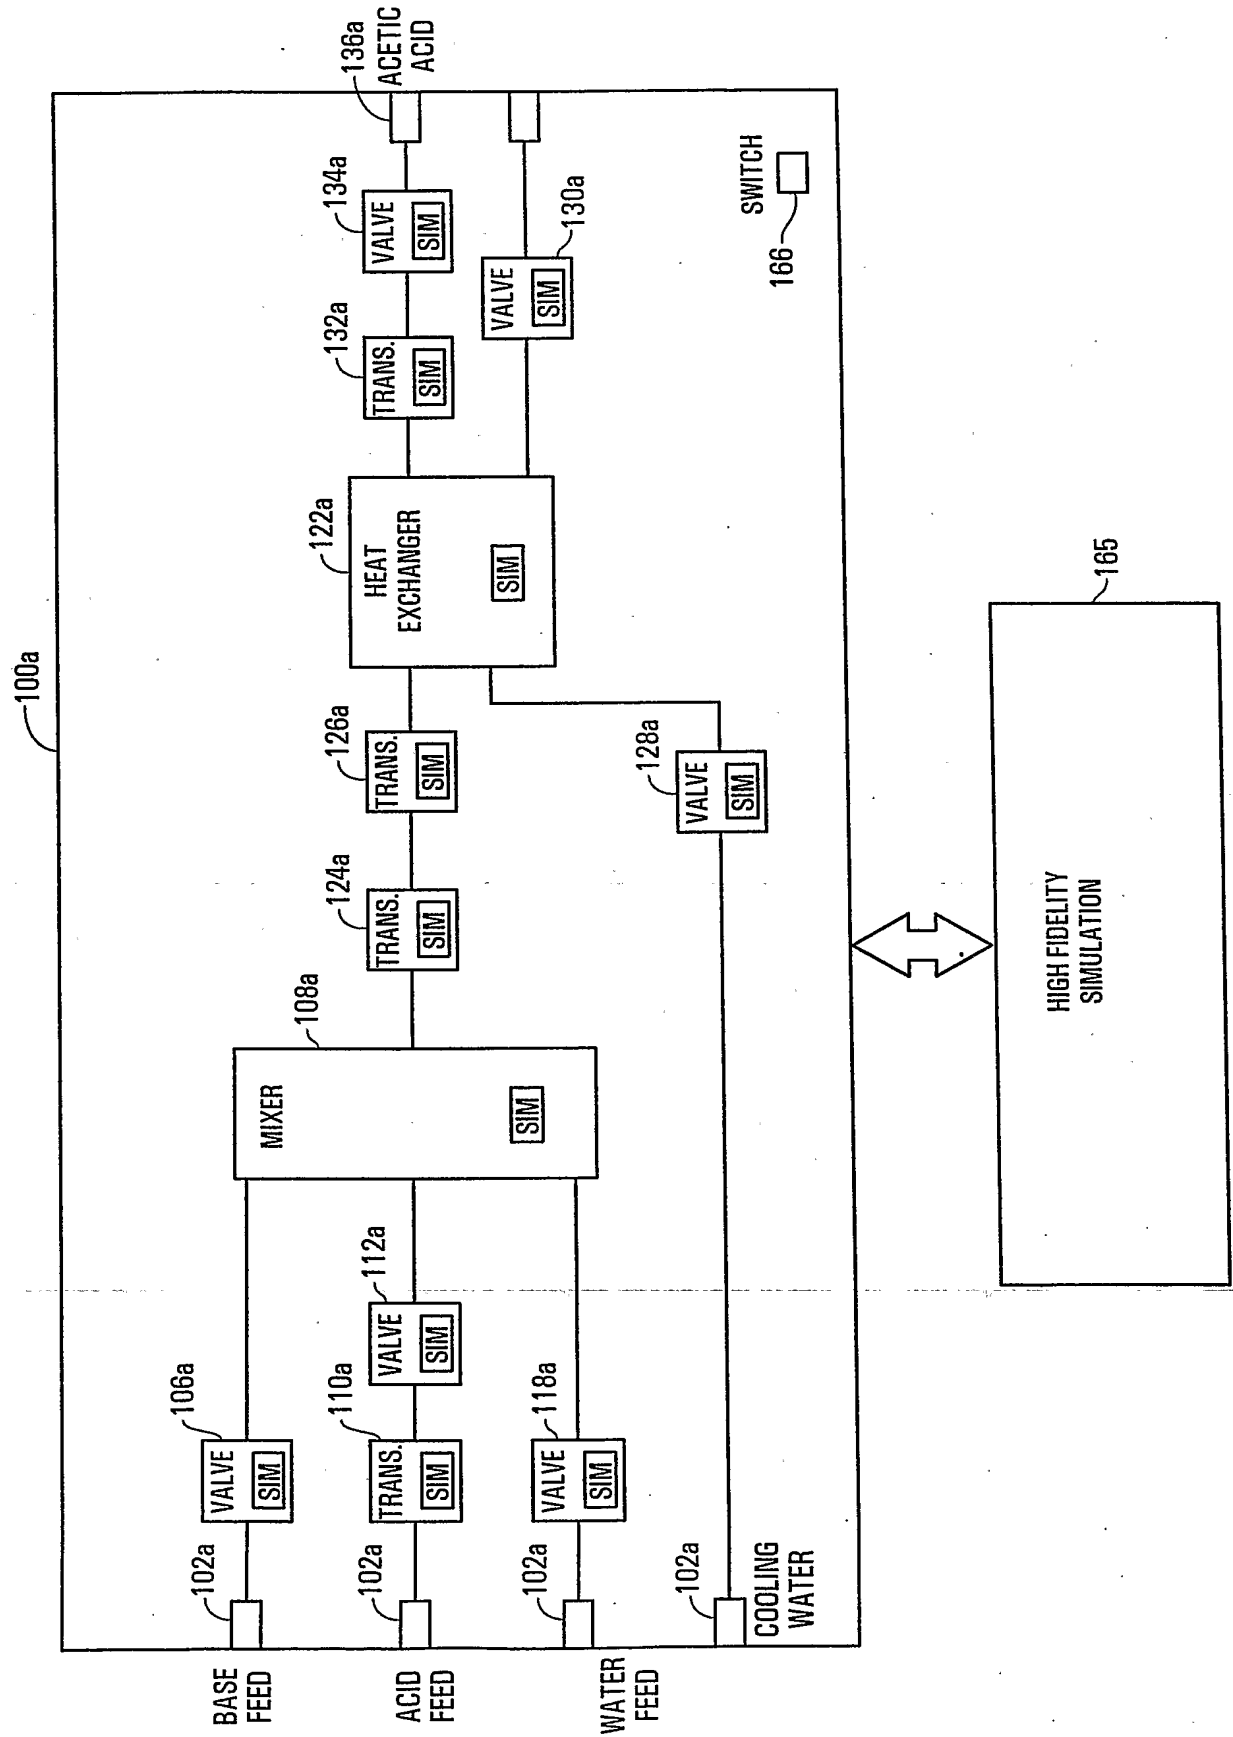 100a
BASE
FEED
102a
106a
VALVE
SIM
ACID
FEED
102a
110a
TRANS.
SIM
112a
VALVE
SIM
WATER
FEED
102a
118a
VALVE
SIM
102a
COOLING
WATER
108a
MIXER
SIM
124a
TRANS.
SIM
126a
TRANS.
SIM
128a
VALVE
SIM
122a
HEAT
EXCHANGER
SIM
132a
TRANS.
SIM
134a
VALVE
SIM
136a
ACETIC
ACID
VALVE
SIM
130a
SWITCH
166
165
HIGH FIDELITY
SIMULATION